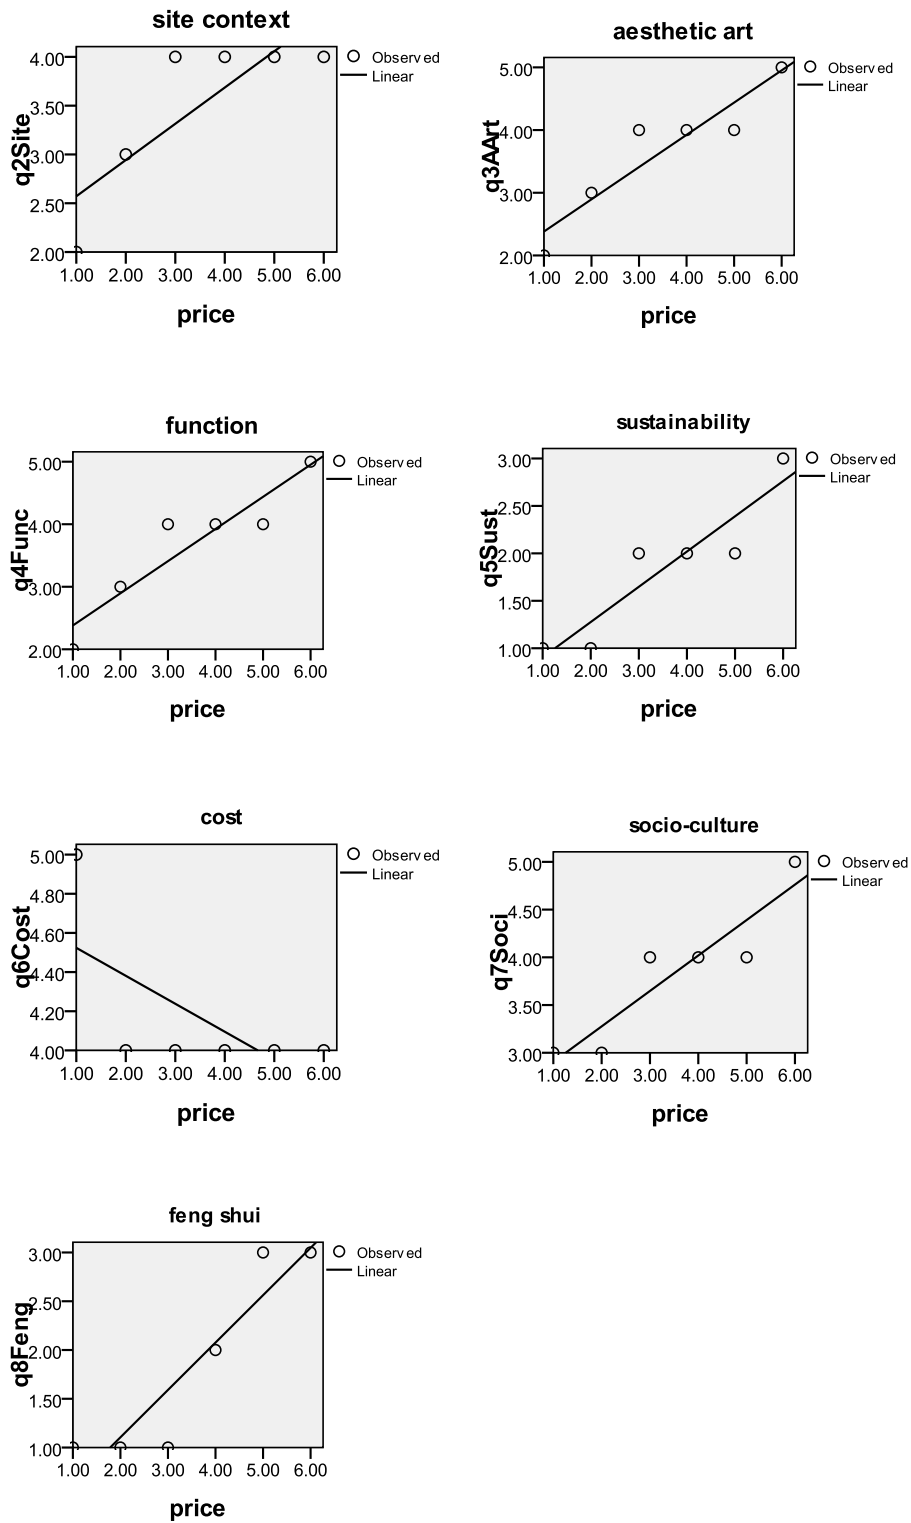 site context
q2Site
4.00
3.50
3.00
2.50
2.00
1.00 2.00 3.00 4.00 5.00 6.00
price
Observed
Linear
aesthetic art
q3AArt
5.00
4.00
3.00
2.00
1.00 2.00 3.00 4.00 5.00 6.00
price
Observed
Linear
function
q4Func
5.00
4.00
3.00
2.00
1.00 2.00 3.00 4.00 5.00 6.00
price
Observed
Linear
sustainability
q5Sust
3.00
2.50
2.00
1.50
1.00
1.00 2.00 3.00 4.00 5.00 6.00
price
Observed
Linear
cost
q6Cost
5.00
4.80
4.60
4.40
4.20
4.00
1.00 2.00 3.00 4.00 5.00 6.00
price
Observed
Linear
socio-culture
q7Soci
5.00
4.50
4.00
3.50
3.00
1.00 2.00 3.00 4.00 5.00 6.00
price
Observed
Linear
feng shui
q8Feng
3.00
2.50
2.00
1.50
1.00
1.00 2.00 3.00 4.00 5.00 6.00
price
Observed
Linear